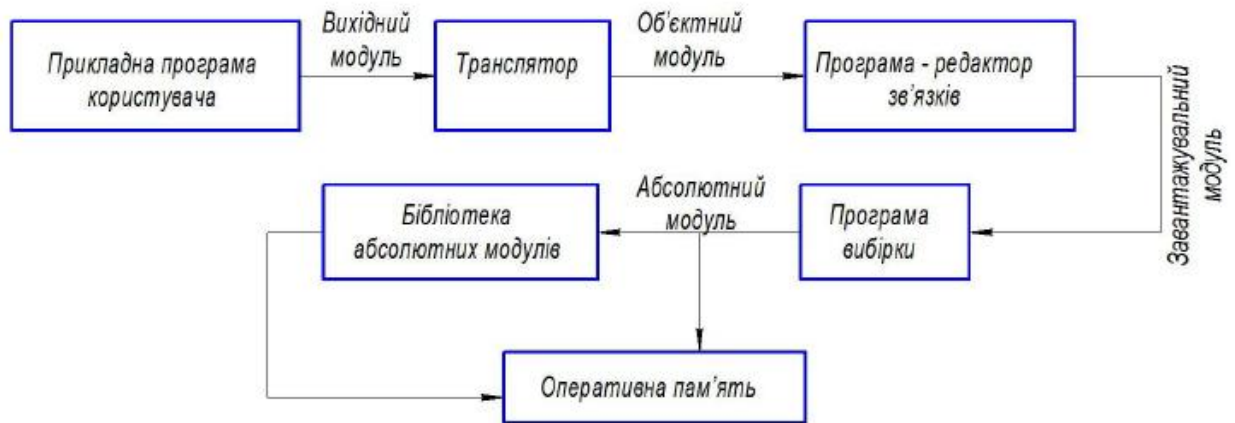 Вихідний
модуль
Об'єктний
модуль
Прикладна програма
користувача
Транслятор
Програма - редактор
зв'язків
Завантажувальний
модуль
Абсолютний
модуль
Бібліотека
абсолютних модулів
Програма
вибірки
Оперативна пам'ять